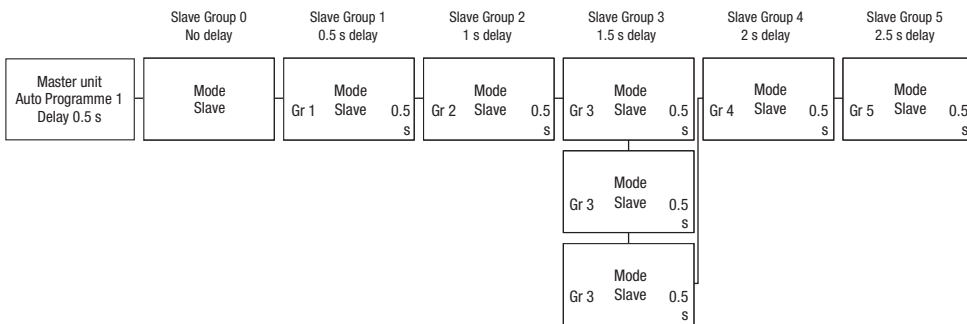 Slave Group 0
No delay
Slave Group 1
0.5 s delay
Slave Group 2
1 s delay
Slave Group 3
1.5 s delay
Slave Group 4
2 s delay
Slave Group 5
2.5 s delay
Master unit
Auto Programme 1
Delay 0.5 s
Mode
Slave
Mode
Gr 1 Slave 0.5
s
Mode
Gr 2 Slave 0.5
s
Mode
Gr 3 Slave 0.5
s
Mode
Gr 4 Slave 0.5
s
Mode
Gr 5 Slave 0.5
s
Mode
Gr 3 Slave 0.5
s
Mode
Gr 3 Slave 0.5
s